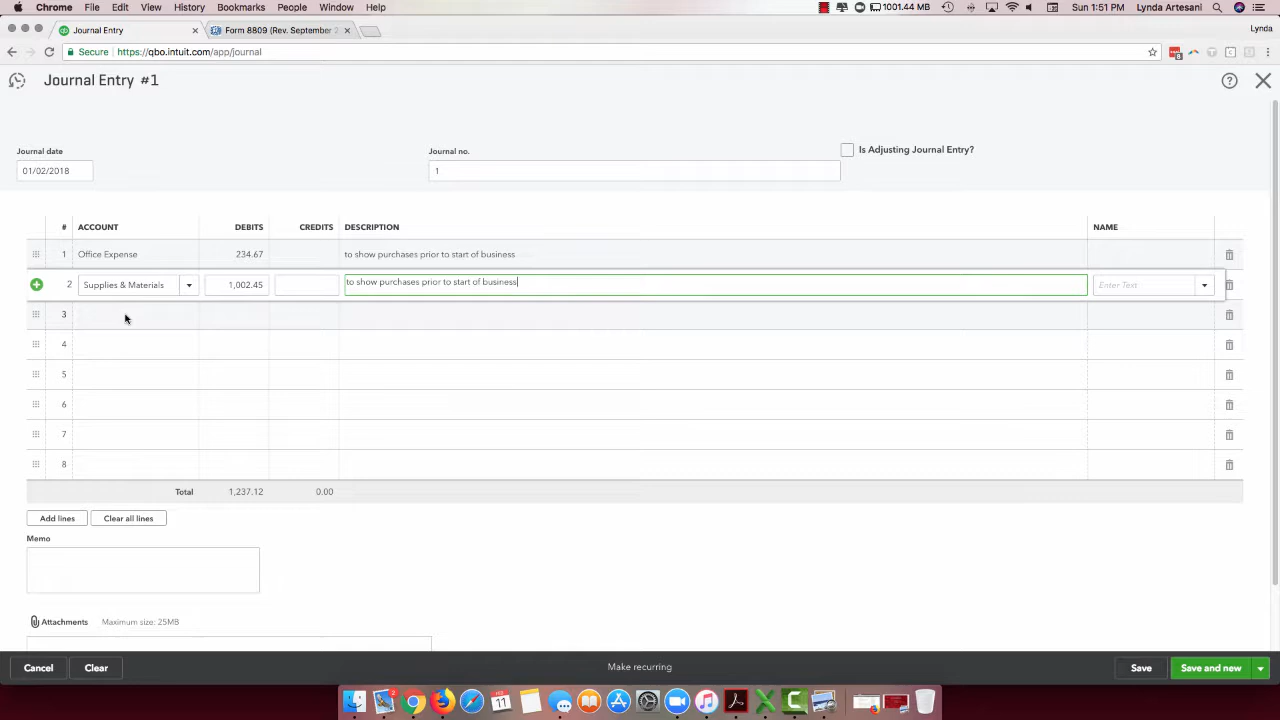 Chrome File Edit View History Bookmarks People Window Help 1001.44 MB Sun 1:51 PM Lynda Artesani
Journal Entry × Form 8809 (Rev. September 2 × Lynda
Secure https://qbo.intuit.com/app/journal
Journal Entry #1
Journal date
Journal no.
Is Adjusting Journal Entry?
01/02/2018
1
# ACCOUNT DEBITS CREDITS DESCRIPTION NAME
1 Office Expense 234.67 to show purchases prior to start of business
2 Supplies & Materials 1,002.45 to show purchases prior to start of business Enter Text
3
4
5
6
7
8
Total 1,237.12 0.00
Add lines Clear all lines
Memo
Attachments Maximum size: 25MB
Cancel Clear Make recurring Save Save and new